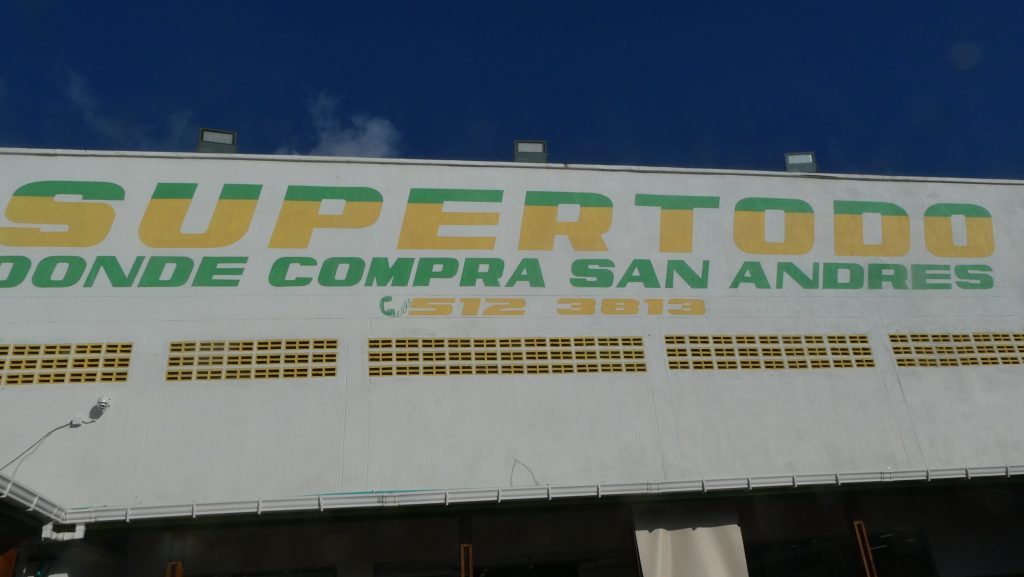 SUPERTODO
DONDE COMPRA SAN ANDRES
512 3813